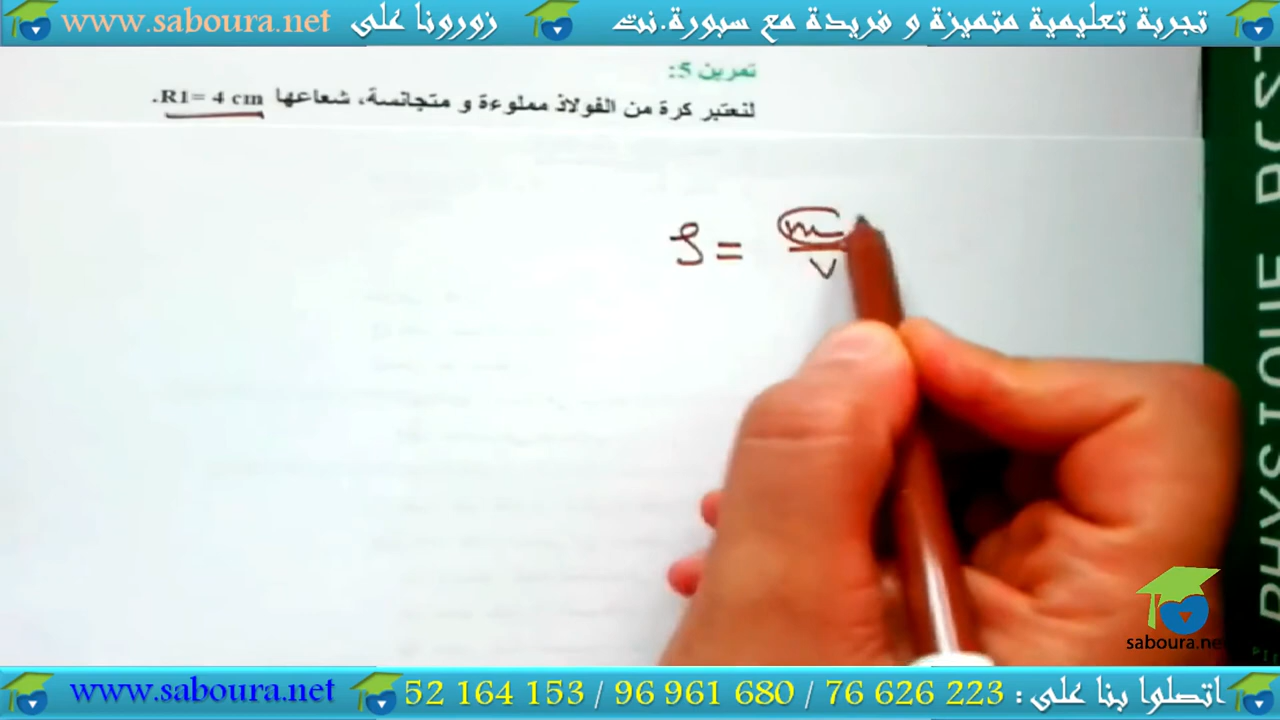 تجربة تعليمية متميزة و فريدة مع سبورة.نت زورونا على www.saboura.net
تمرين 5:
لنعتبر كرة من الفولاذ مملوءة و متجانسة، شعاعها R1= 4 cm.
ρ = m
V
PHYSIQUE
saboura.ne
اتصلوا بنا على : 223 626 76 / 680 961 96 / 153 164 52 www.saboura.net